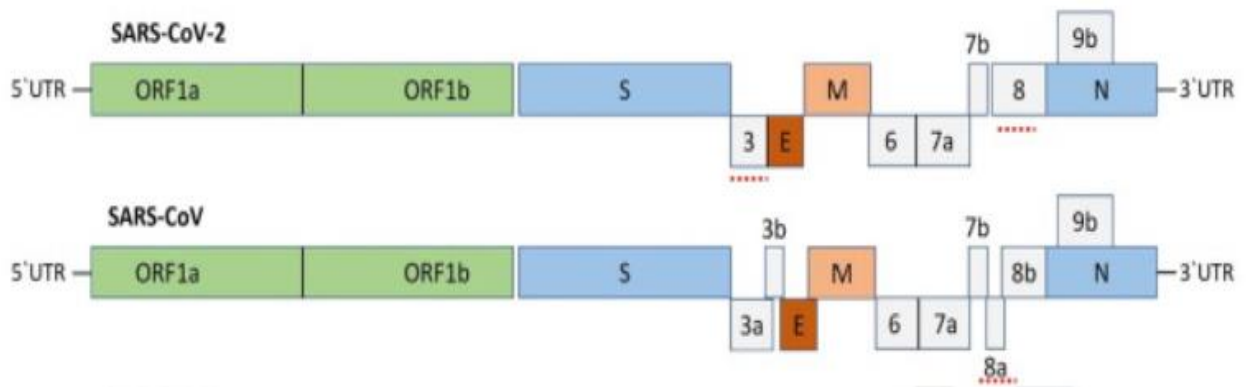 SARS-CoV-2
7b 9b
5`UTR ORF1a ORF1b S M 8 N 3`UTR
3 E 6 7a
SARS-CoV
3b 7b 9b
5`UTR ORF1a ORF1b S M 8b N 3`UTR
3a E 6 7a
8a